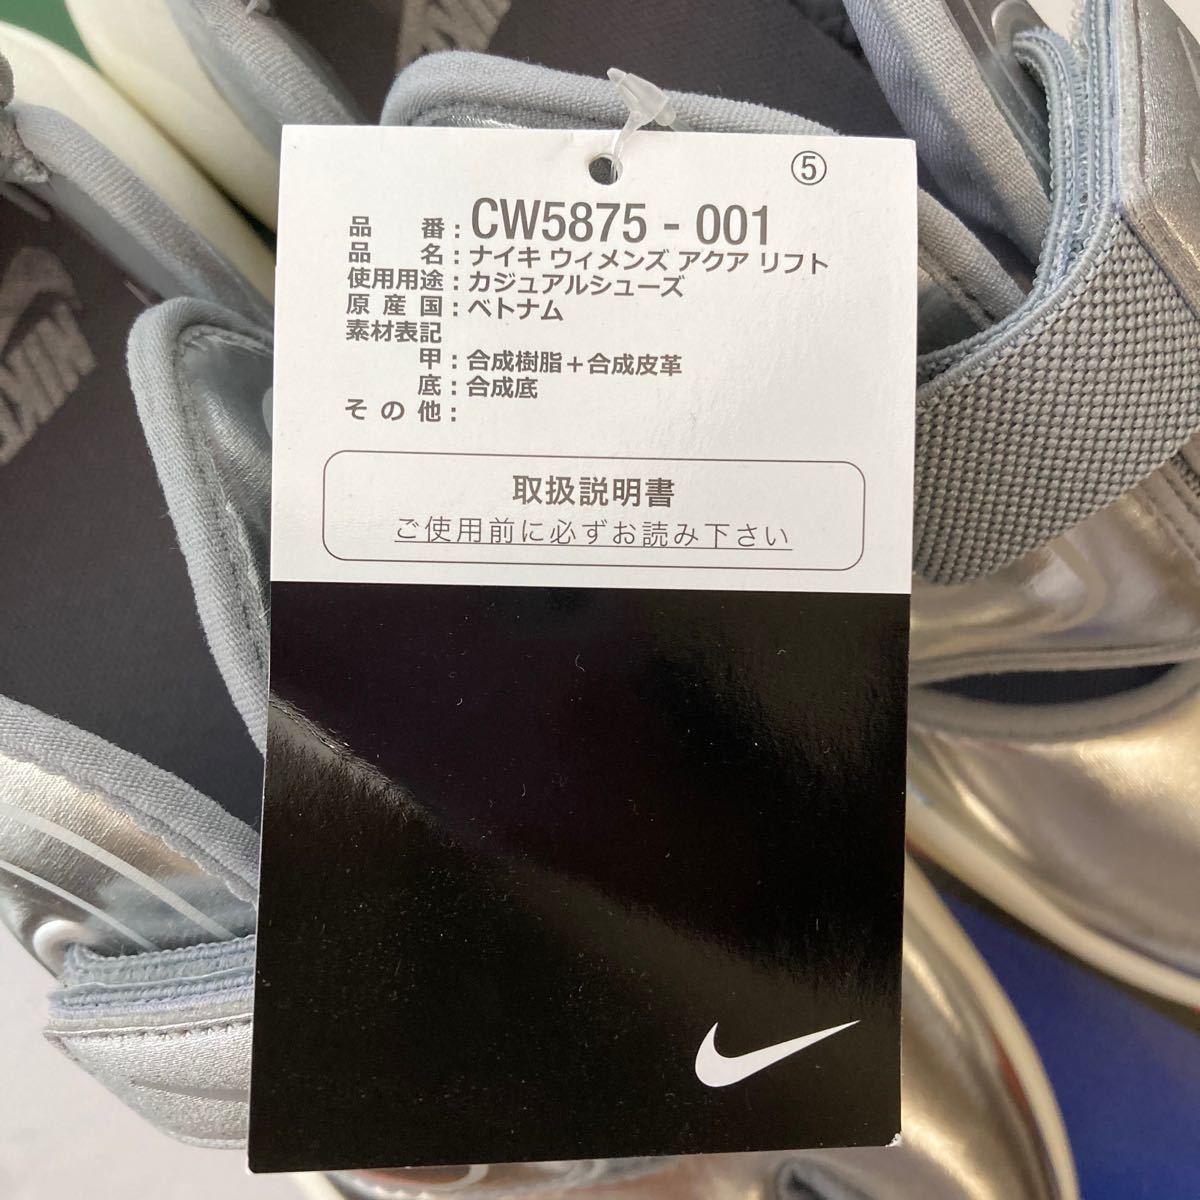 NIKE
⑤
品番:CW5875-001
品名:ナイキ ウィメンズ アクア リフト
使用用途:カジュアルシューズ
原産国:ベトナム
素材表記
甲:合成樹脂＋合成皮革
底:合成底
その他:
取扱説明書
ご使用前に必ずお読み下さい
NIKE